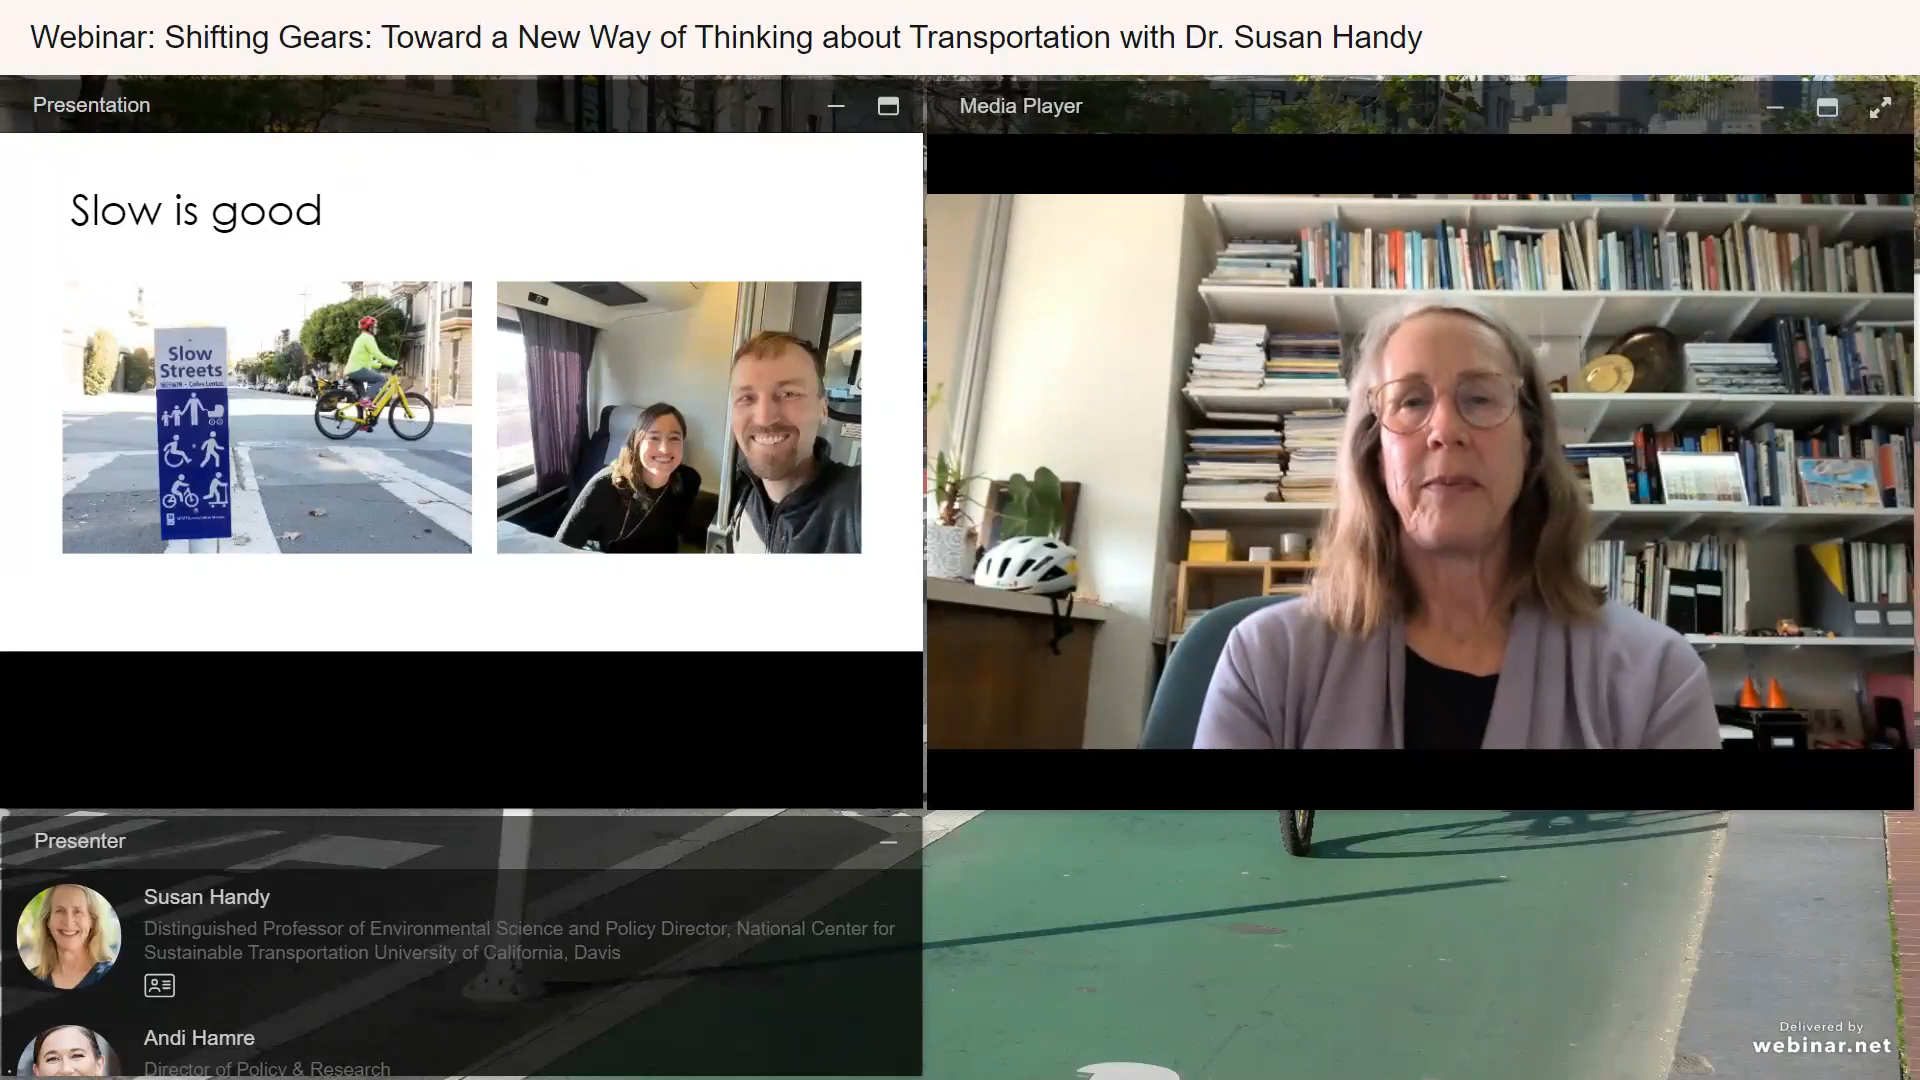 Webinar: Shifting Gears: Toward a New Way of Thinking about Transportation with Dr. Susan Handy
Presentation
Media Player
Slow is good
Slow
Streets
Presenter
Susan Handy
Distinguished Professor of Environmental Science and Policy Director, National Center for
Sustainable Transportation University of California, Davis
Andi Hamre
Director of Policy & Research
Delivered by
webinar.net